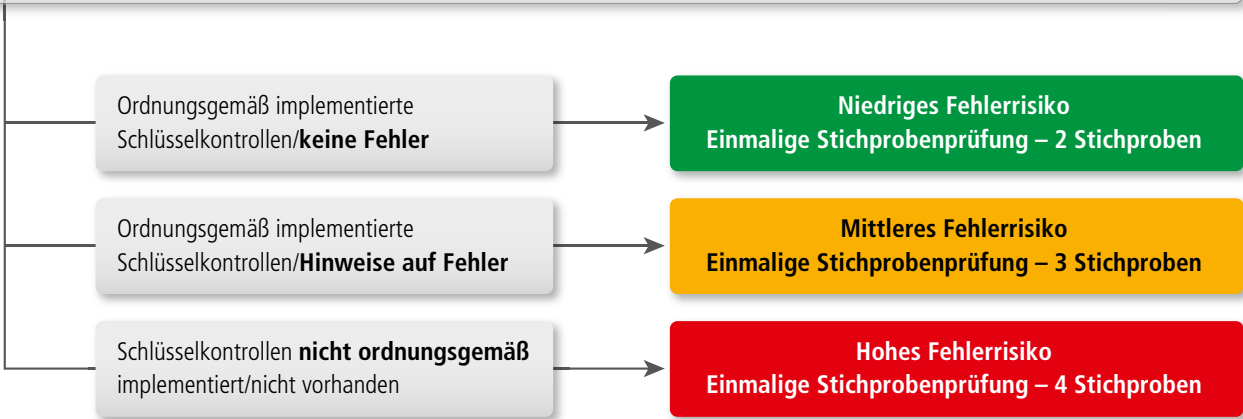 Ordnungsgemäß implementierte
Schlüsselkontrollen/keine Fehler
Niedriges Fehlerrisiko
Einmalige Stichprobenprüfung – 2 Stichproben
Ordnungsgemäß implementierte
Schlüsselkontrollen/Hinweise auf Fehler
Mittleres Fehlerrisiko
Einmalige Stichprobenprüfung – 3 Stichproben
Schlüsselkontrollen nicht ordnungsgemäß
implementiert/nicht vorhanden
Hohes Fehlerrisiko
Einmalige Stichprobenprüfung – 4 Stichproben